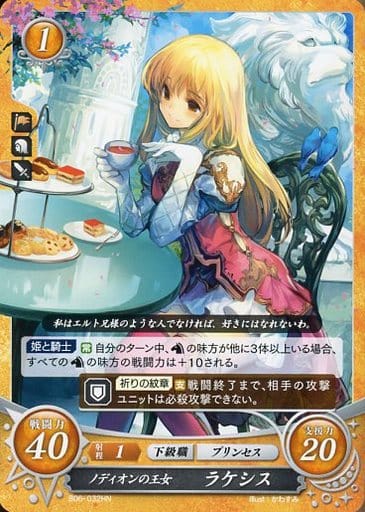 1
私はエルト兄様のような人でなければ、好きにはなれないわ。
姫と騎士 常 自分のターン中、の味方が他に3体以上いる場合、
すべての の味方の戦闘力は+10される。
祈りの紋章 支 戦闘終了まで、相手の攻撃
ユニットは必殺攻撃できない。
戦闘力
40
射程 1
下級職
プリンセス
支援力
20
ノディオンの王女 ラケシス
B06-032HN
Illust：かわすみ